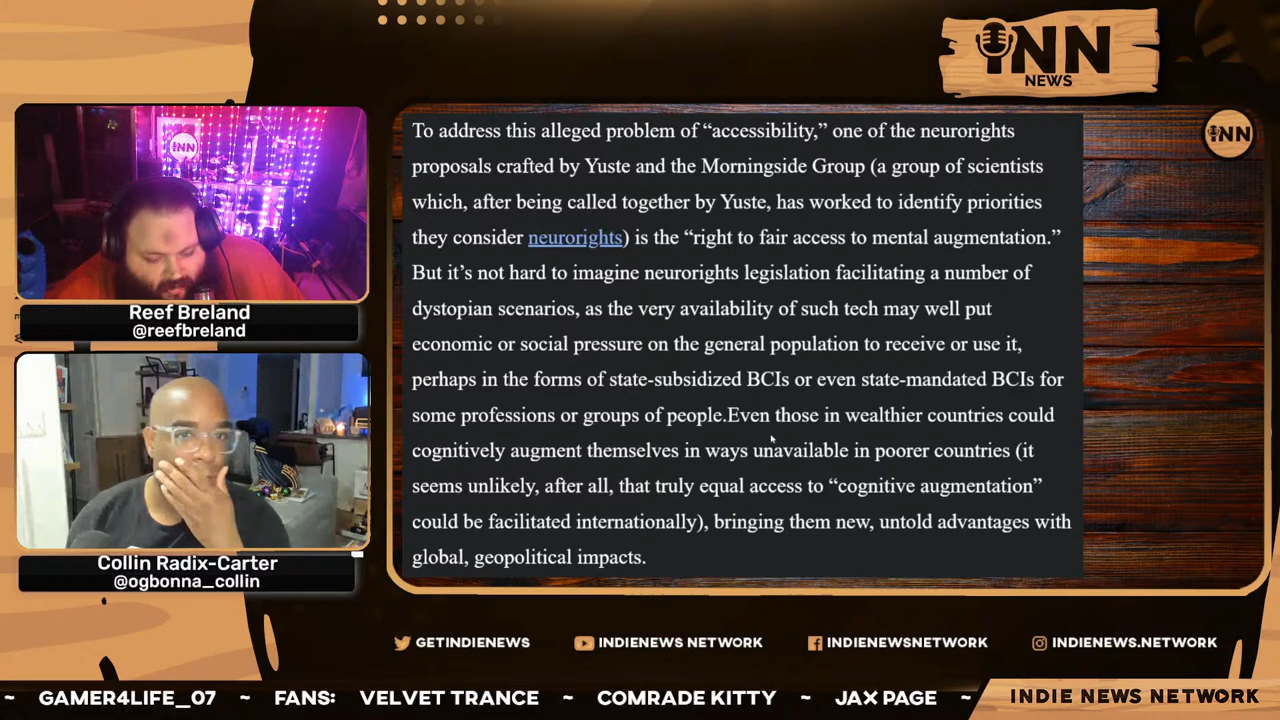 iNN
NEWS
iNN
iNN
To address this alleged problem of “accessibility,” one of the neurorights
proposals crafted by Yuste and the Morningside Group (a group of scientists
which, after being called together by Yuste, has worked to identify priorities
they consider neurorights) is the “right to fair access to mental augmentation.”
But it’s not hard to imagine neurorights legislation facilitating a number of
dystopian scenarios, as the very availability of such tech may well put
economic or social pressure on the general population to receive or use it,
perhaps in the forms of state-subsidized BCIs or even state-mandated BCIs for
some professions or groups of people.Even those in wealthier countries could
cognitively augment themselves in ways unavailable in poorer countries (it
seems unlikely, after all, that truly equal access to “cognitive augmentation”
could be facilitated internationally), bringing them new, untold advantages with
global, geopolitical impacts.
Reef Breland
@reefbreland
Collin Radix-Carter
@ogbonna_collin
GETINDIENEWS
INDIENEWS NETWORK
INDIENEWSNETWORK
INDIENEWS.NETWORK
~ GAMER4LIFE_07 ~ FANS: VELVET TRANCE ~ COMRADE KITTY ~ JAX PAGE ~
INDIE NEWS NETWORK